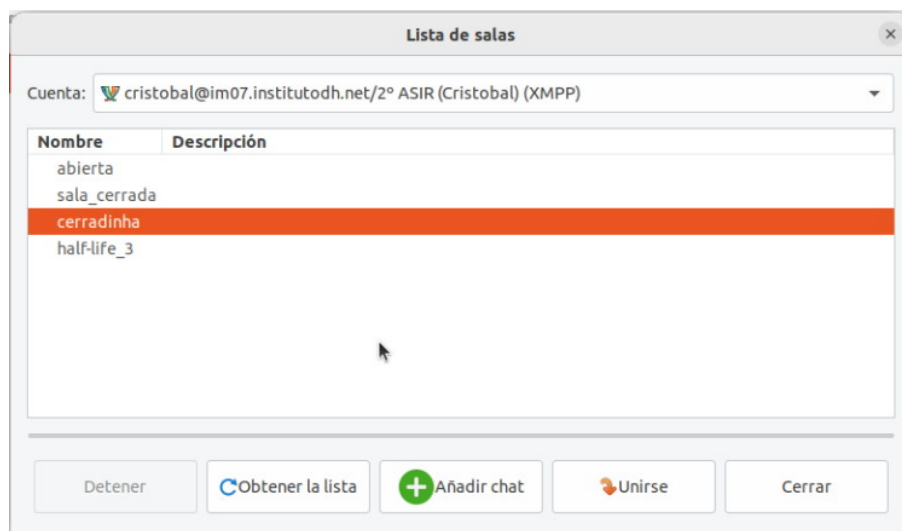 Lista de salas
Cuenta: cristobal@im07.institutodh.net/2º ASIR (Cristobal) (XMPP)
Nombre Descripción
abierta
sala_cerrada
cerradinha
half-life_3
Detener Obtener la lista Añadir chat Unirse Cerrar